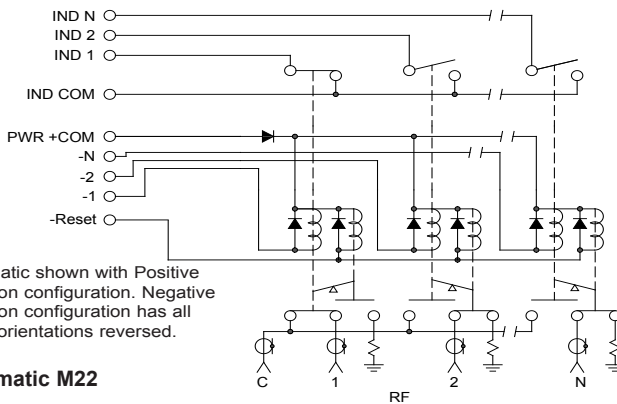 IND N
IND 2
IND 1
IND COM
PWR +COM
-N
-2
-1
-Reset
atic shown with Positive
on configuration. Negative
on configuration has all
orientations reversed.
matic M22
C 1 2 N
RF